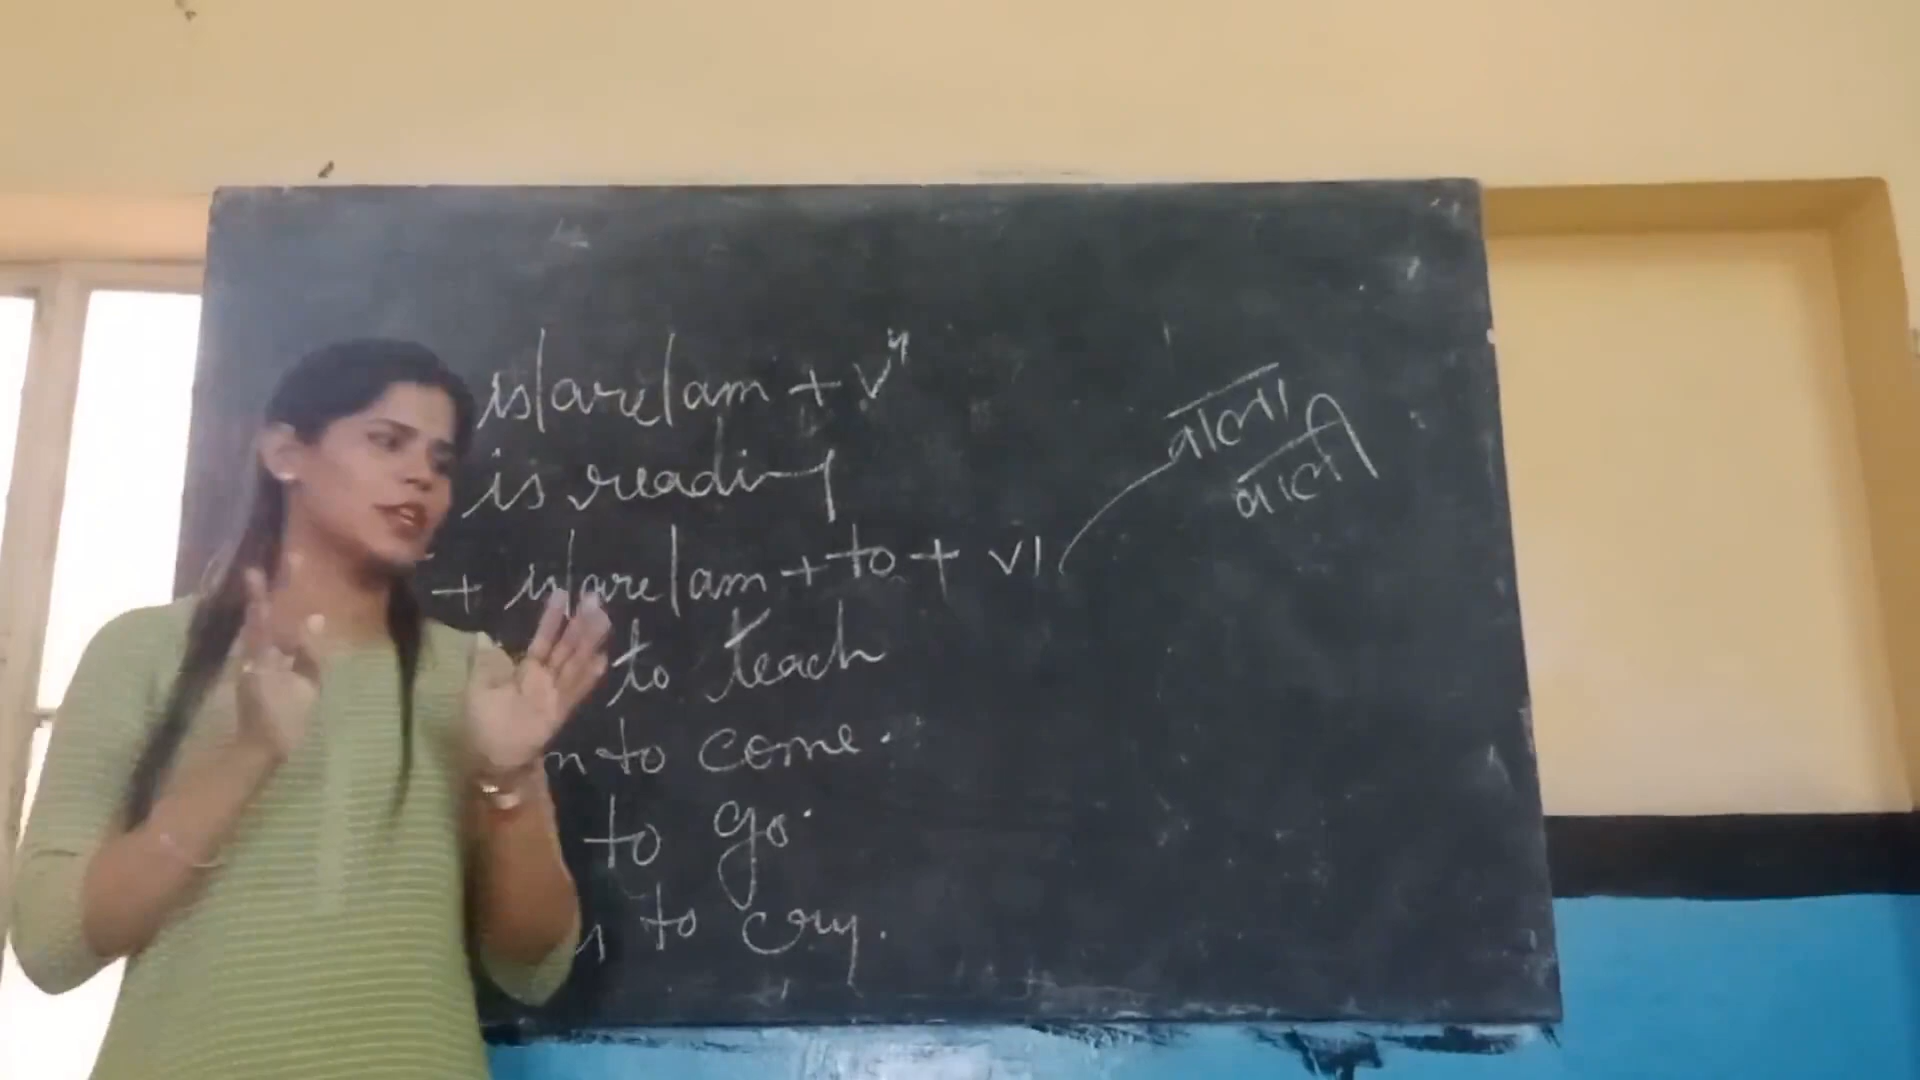 is/are/am + v⁴
is reading
+ is/are/am + to + v1
वाला
वाली
to teach
to come.
to go.
to cry.